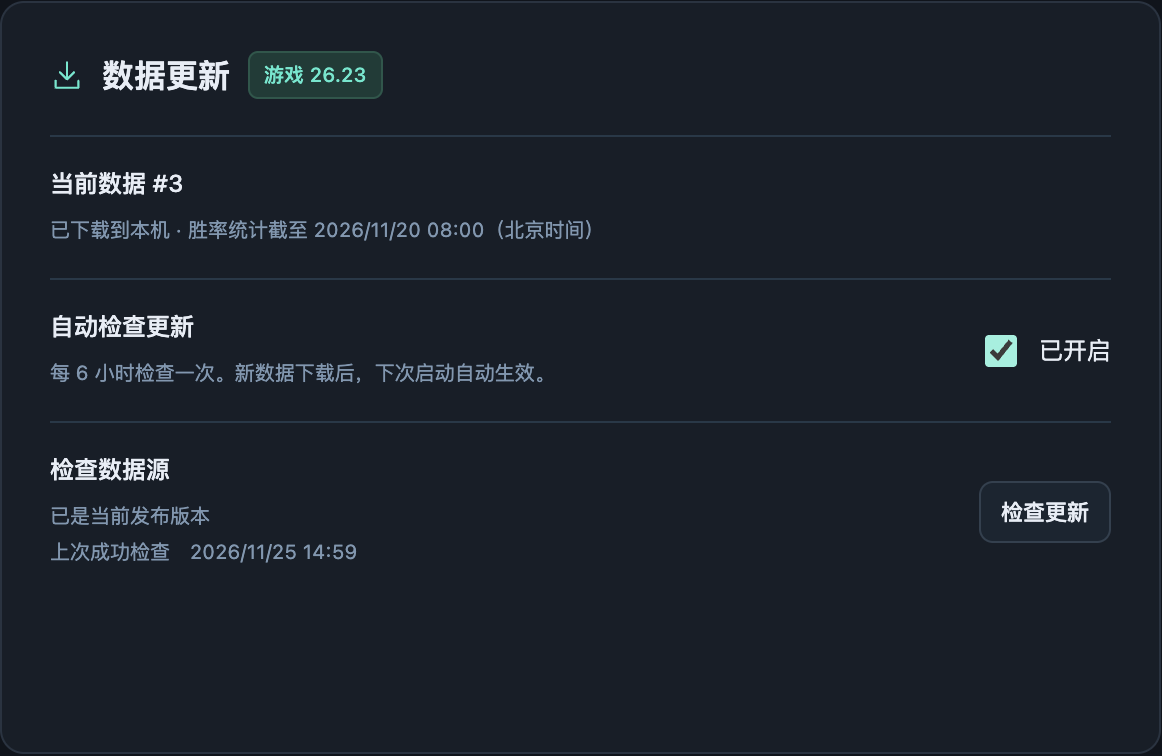 数据更新 游戏 26.23
当前数据 #3
已下载到本机 · 胜率统计截至 2026/11/20 08:00（北京时间）
自动检查更新
每 6 小时检查一次。新数据下载后，下次启动自动生效。
已开启
检查数据源
已是当前发布版本
上次成功检查 2026/11/25 14:59
检查更新